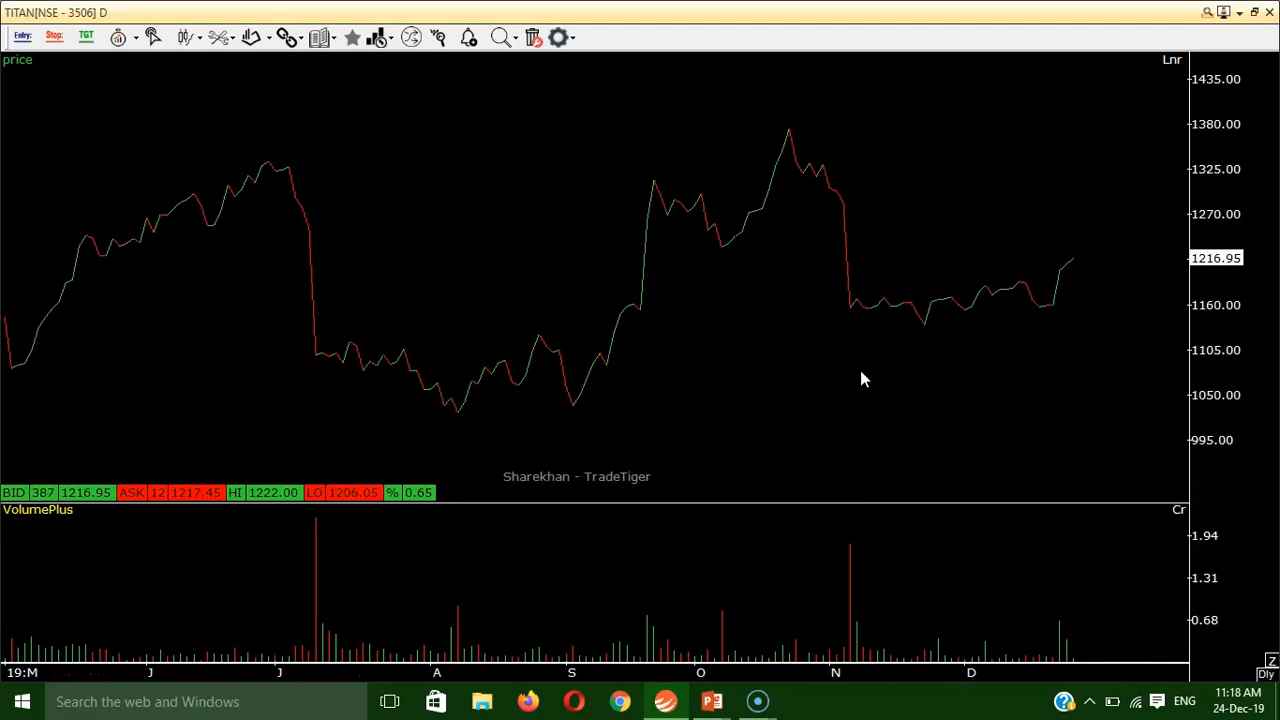 TITAN[NSE - 3506] D
Entry: Stop: TGT
price Lnr
1435.00
1380.00
1325.00
1270.00
1216.95
1160.00
1105.00
1050.00
995.00
Sharekhan - TradeTiger
BID 387 1216.95 ASK 12 1217.45 HI 1222.00 LO 1206.05 % 0.65
VolumePlus Cr
1.94
1.31
0.68
19:M J J A S O N D Z
Dly
Search the web and Windows ENG 11:18 AM
24-Dec-19